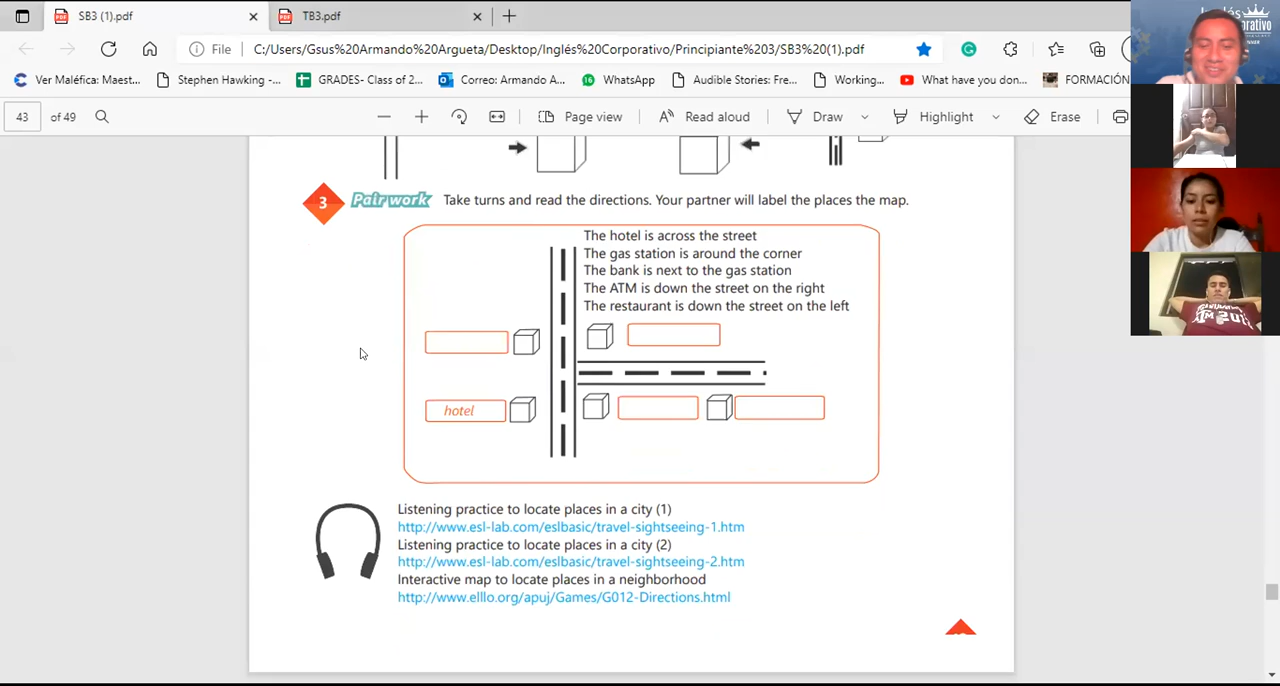 SB3 (1).pdf
TB3.pdf
File
C:/Users/Gsus%20Armando%20Argueta/Desktop/Inglés%20Corporativo/Principiante%203/SB3%20(1).pdf
Ver Maléfica: Maest...
Stephen Hawking -...
GRADES- Class of 2...
Correo: Armando A...
WhatsApp
Audible Stories: Fre...
Working...
What have you don...
FORMACIÓN
43 of 49
Page view
Read aloud
Draw
Highlight
Erase
3 Pair work Take turns and read the directions. Your partner will label the places the map.
The hotel is across the street
The gas station is around the corner
The bank is next to the gas station
The ATM is down the street on the right
The restaurant is down the street on the left
hotel
Listening practice to locate places in a city (1)
http://www.esl-lab.com/eslbasic/travel-sightseeing-1.htm
Listening practice to locate places in a city (2)
http://www.esl-lab.com/eslbasic/travel-sightseeing-2.htm
Interactive map to locate places in a neighborhood
http://www.elllo.org/apuj/Games/G012-Directions.html